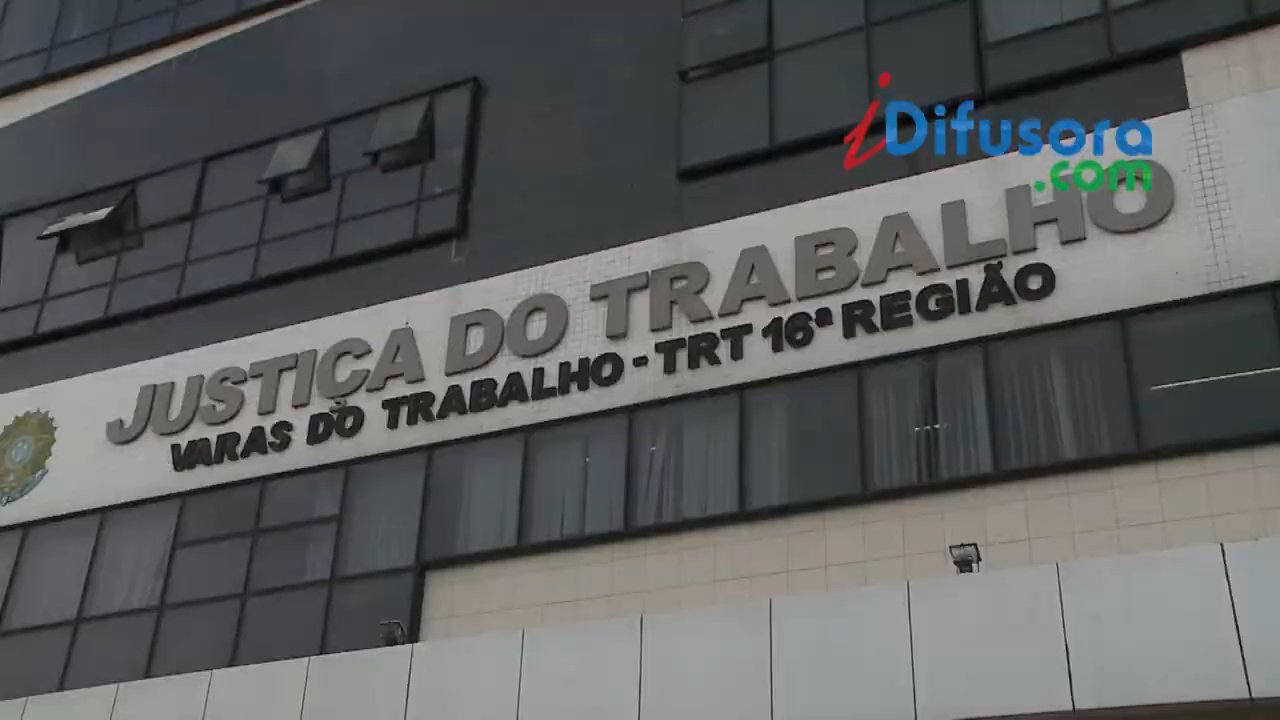 iDifusora
.com
JUSTIÇA DO TRABALHO
VARAS DO TRABALHO - TRT 16ª REGIÃO